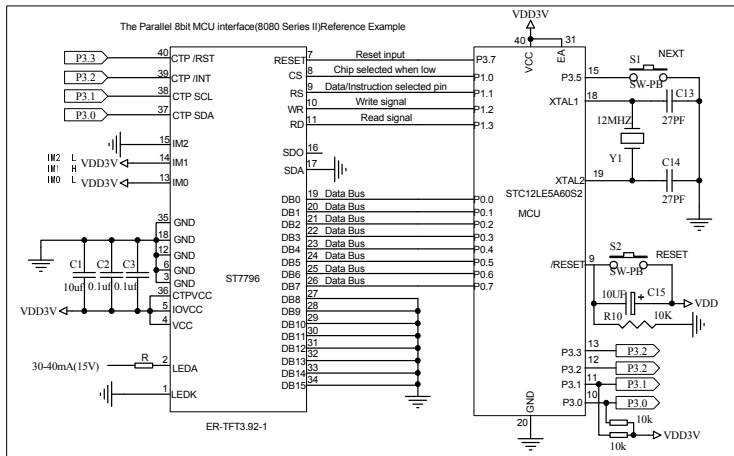 The Parallel 8bit MCU interface(8080 Series II)Reference Example
P3.3
P3.2
P3.1
P3.0
40
39
38
37
CTP /RST
CTP /INT
CTP SCL
CTP SDA
IM2 L
IM1 H
IM0 L
VDD3V
VDD3V
15
14
13
IM2
IM1
IM0
C1
C2
C3
10uf
0.1uf
0.1uf
VDD3V
35
18
12
6
3
36
5
4
GND
GND
GND
GND
GND
CTPVCC
IOVCC
VCC
30-40mA(15V)
R
2
1
LEDA
LEDK
ST7796
ER-TFT3.92-1
RESET
CS
RS
WR
RD
SDO
SDA
7 Reset input
8 Chip selected when low
9 Data/Instruction selected pin
10 Write signal
11 Read signal
16
17
DB0 19 Data Bus P0.0
DB1 20 Data Bus P0.1
DB2 21 Data Bus P0.2
DB3 22 Data Bus P0.3
DB4 23 Data Bus P0.4
DB5 24 Data Bus P0.5
DB6 25 Data Bus P0.6
DB7 26 Data Bus P0.7
DB8 27
DB9 28
DB10 29
DB11 30
DB12 31
DB13 32
DB14 33
DB15 34
P3.7
P1.0
P1.1
P1.2
P1.3
VDD3V
40
31
VCC
EA
STC12LE5A60S2
MCU
P3.5
15
S1
NEXT
SW-PB
XTAL1
18
12MHZ
Y1
C13
27PF
XTAL2
19
C14
27PF
/RESET
9
S2
RESET
SW-PB
10UF
+
C15
VDD
R10
10K
P3.3 13 P3.2
P3.2 12 P3.2
P3.1 11 P3.1
P3.0 10 P3.0
GND
20
10k
10k
VDD3V